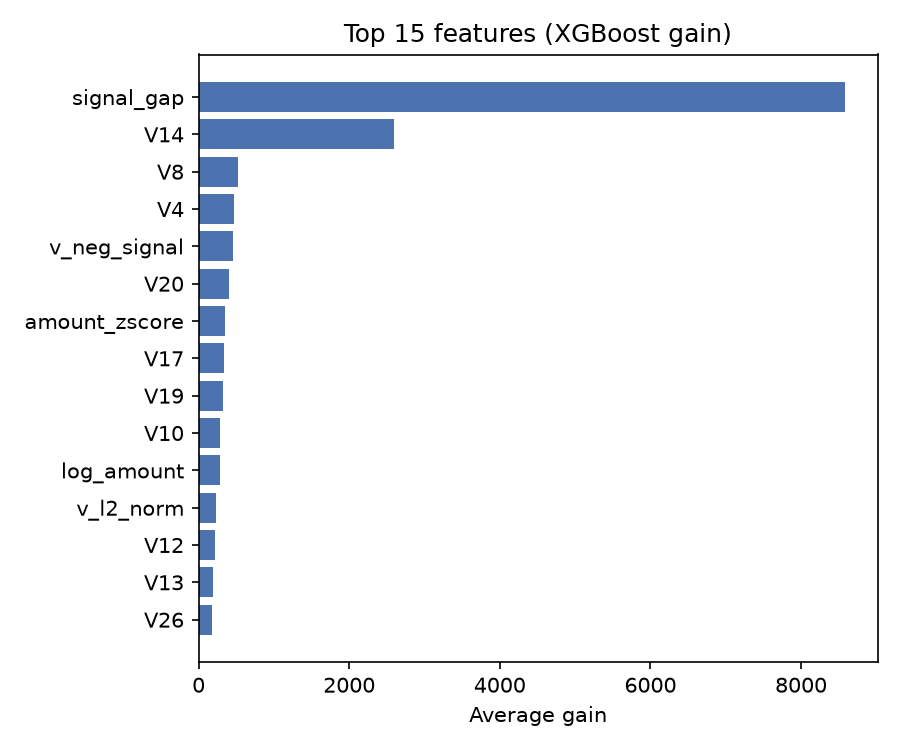 Top 15 features (XGBoost gain)
signal_gap
V14
V8
V4
v_neg_signal
V20
amount_zscore
V17
V19
V10
log_amount
v_l2_norm
V12
V13
V26
0 2000 4000 6000 8000
Average gain